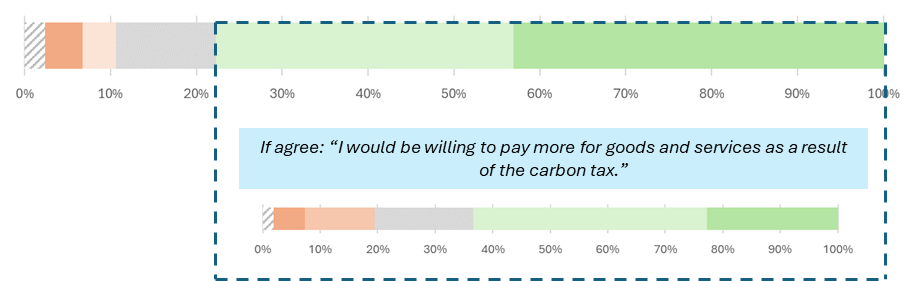 0% 10% 20% 30% 40% 50% 60% 70% 80% 90% 100%
If agree: “I would be willing to pay more for goods and services as a result
of the carbon tax.”
0% 10% 20% 30% 40% 50% 60% 70% 80% 90% 100%